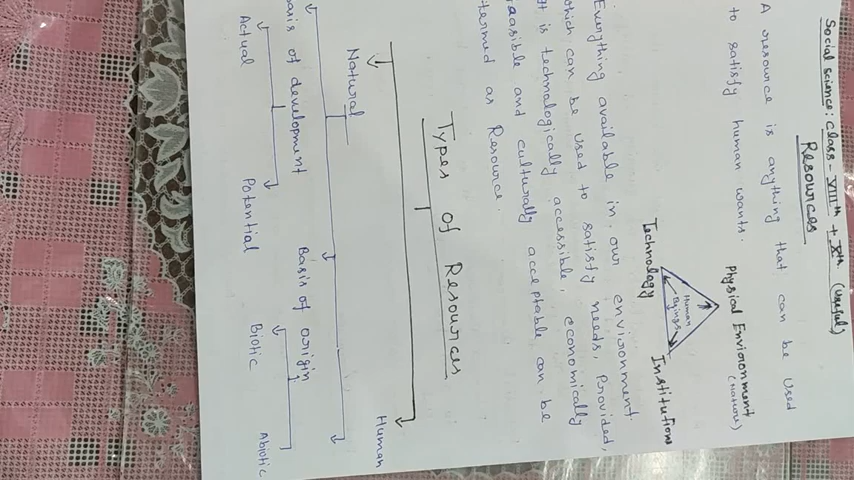 Social science: Class - VIIIth + Xth. (Useful)
Resources
A resource is anything that can be used
to satisfy human wants.
Physical Environment
(Nature)
Human
Beings
Technology
Institutions
Everything available in our environment
which can be used to satisfy needs, Provided,
It is technologically accessible, economically
feasible and culturally acceptable can be
termed as Resource.
Types of Resources
Natural Human
basis of development Basis of origin
Actual Potential Biotic Abiotic